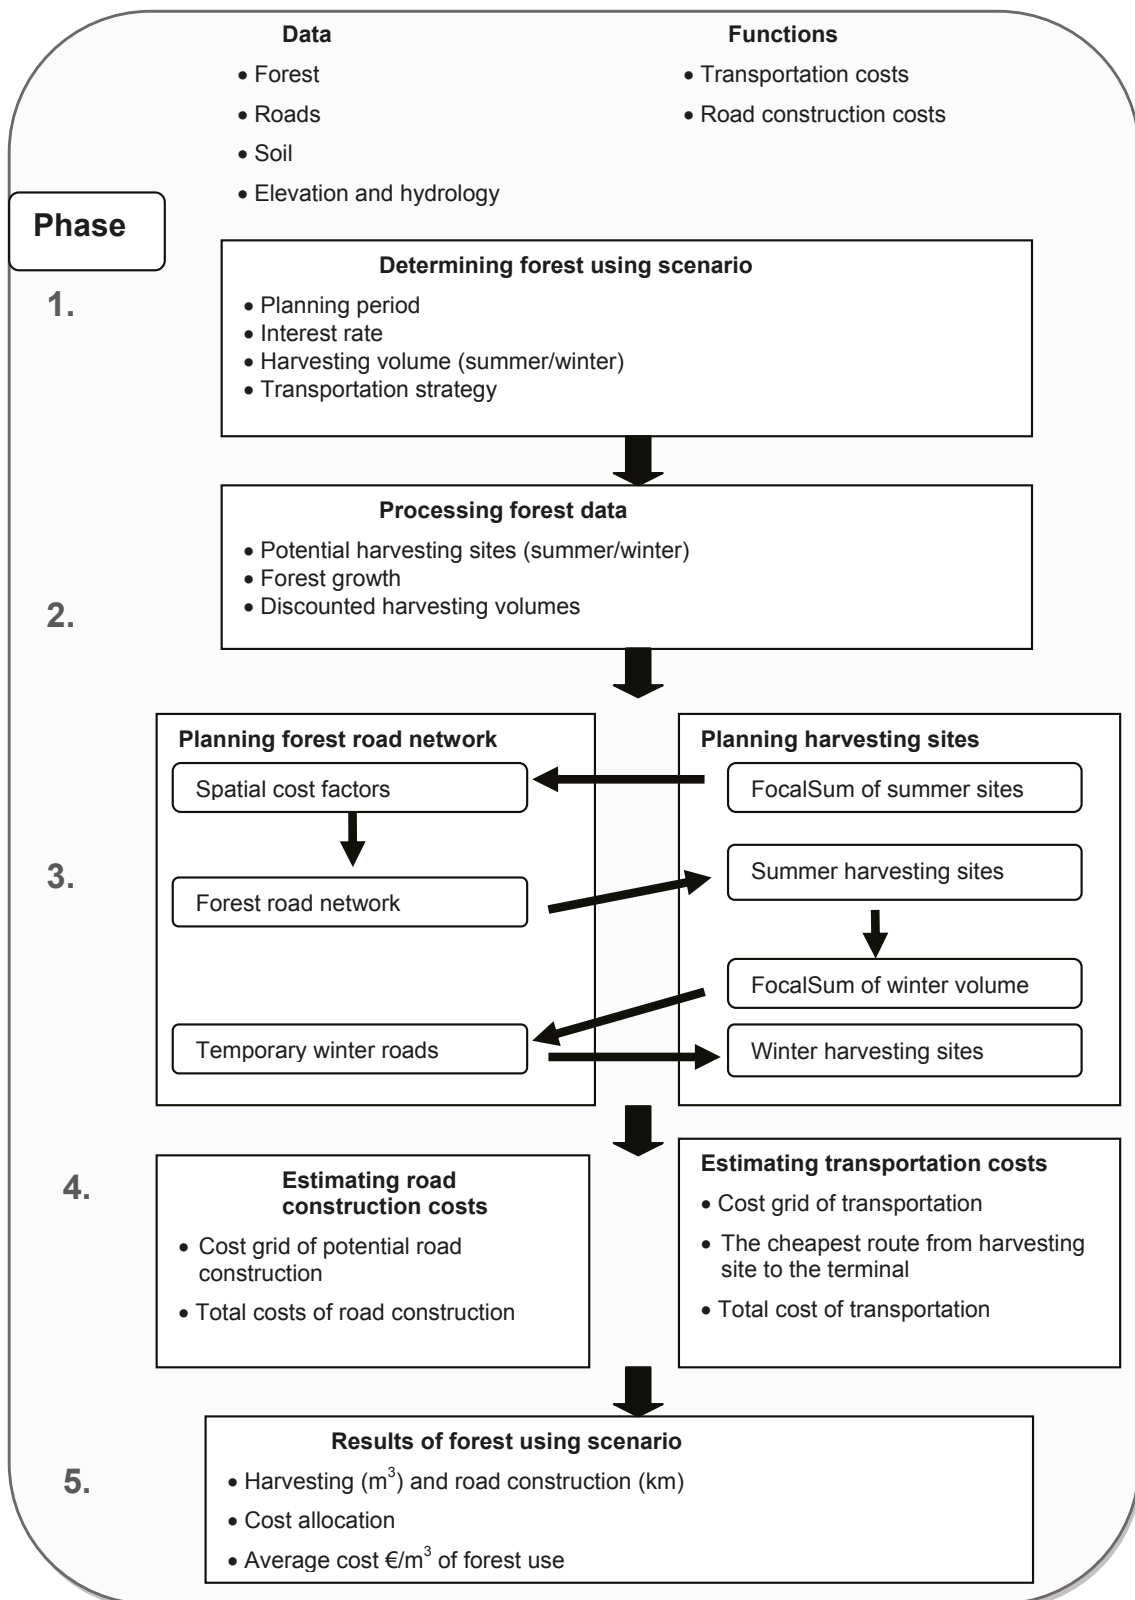 Data
• Forest
• Roads
• Soil
• Elevation and hydrology
Functions
• Transportation costs
• Road construction costs
Phase
1.
Determining forest using scenario
• Planning period
• Interest rate
• Harvesting volume (summer/winter)
• Transportation strategy
2.
Processing forest data
• Potential harvesting sites (summer/winter)
• Forest growth
• Discounted harvesting volumes
3.
Planning forest road network
Spatial cost factors
Forest road network
Temporary winter roads
Planning harvesting sites
FocalSum of summer sites
Summer harvesting sites
FocalSum of winter volume
Winter harvesting sites
4.
Estimating road
construction costs
• Cost grid of potential road
construction
• Total costs of road construction
Estimating transportation costs
• Cost grid of transportation
• The cheapest route from harvesting
site to the terminal
• Total cost of transportation
5.
Results of forest using scenario
• Harvesting (m³) and road construction (km)
• Cost allocation
• Average cost €/m³ of forest use